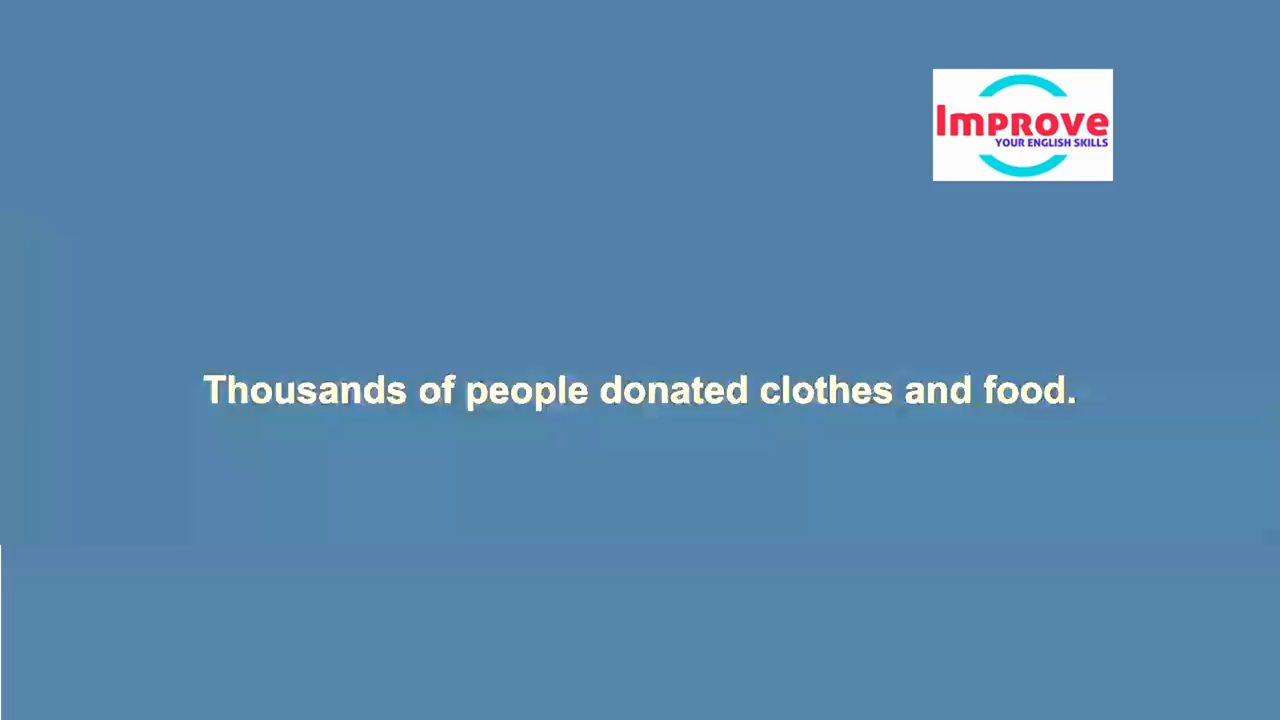 Improve
YOUR ENGLISH SKILLS
Thousands of people donated clothes and food.